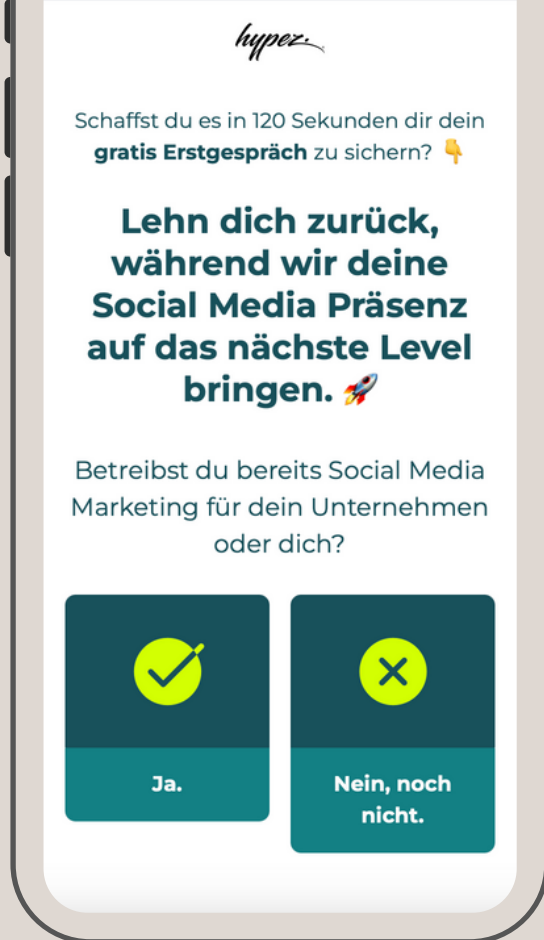 hypez.
Schaffst du es in 120 Sekunden dir dein
gratis Erstgespräch zu sichern? 👇
Lehn dich zurück,
während wir deine
Social Media Präsenz
auf das nächste Level
bringen. 🚀
Betreibst du bereits Social Media
Marketing für dein Unternehmen
oder dich?
Ja.
Nein, noch
nicht.